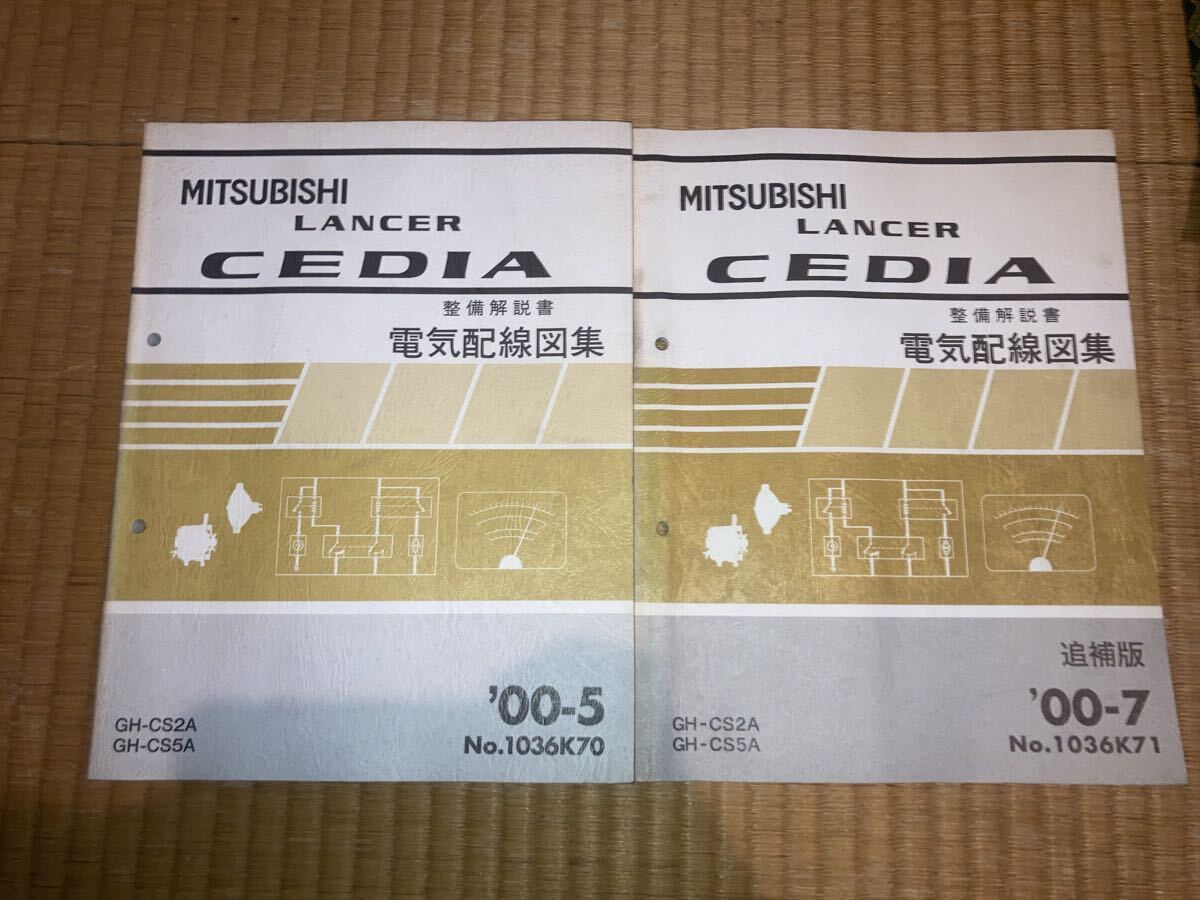 MITSUBISHI
LANCER
CEDIA
整備解説書
電気配線図集
GH-CS2A
GH-CS5A
'00-5
No.1036K70
MITSUBISHI
LANCER
CEDIA
整備解説書
電気配線図集
追補版
GH-CS2A
GH-CS5A
'00-7
No.1036K71